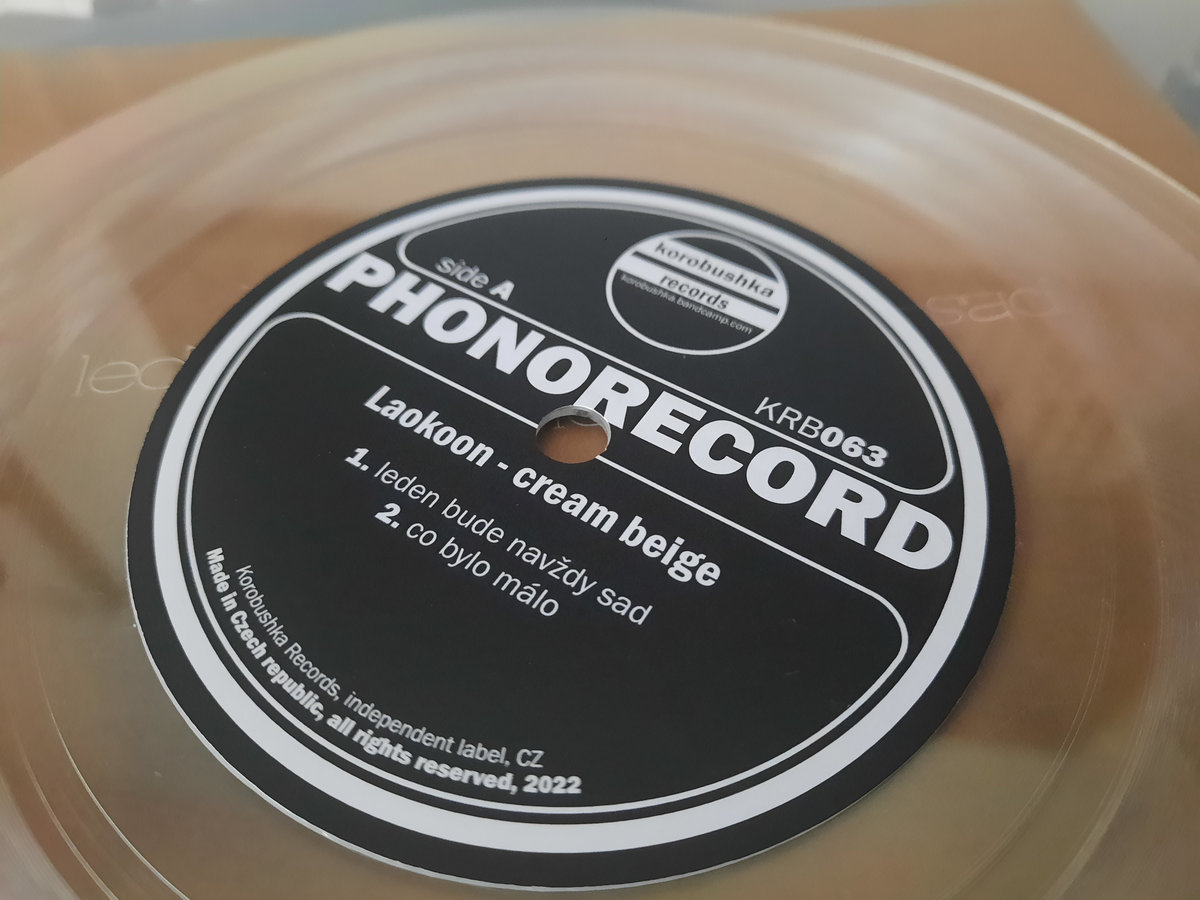 side A
korobushka
records
korobushka.bandcamp.com
PHONORECORD
KRB063
Laokoon - cream beige
1. leden bude navždy sad
2. co bylo málo
Korobushka Records, independent label, CZ
Made in Czech republic, all rights reserved, 2022